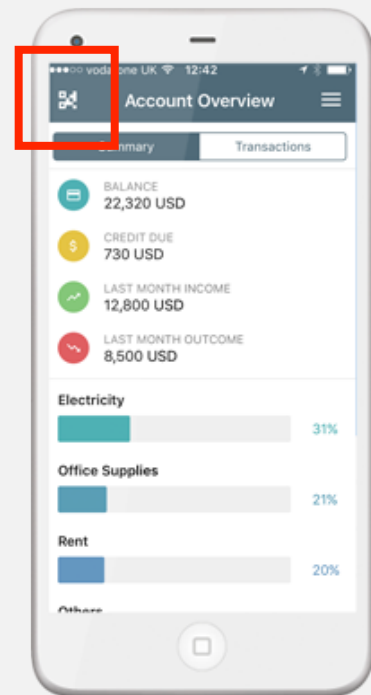 vodafone UK 12:42
Account Overview
Summary Transactions
BALANCE
22,320 USD
CREDIT DUE
730 USD
LAST MONTH INCOME
12,800 USD
LAST MONTH OUTCOME
8,500 USD
Electricity
31%
Office Supplies
21%
Rent
20%
Others